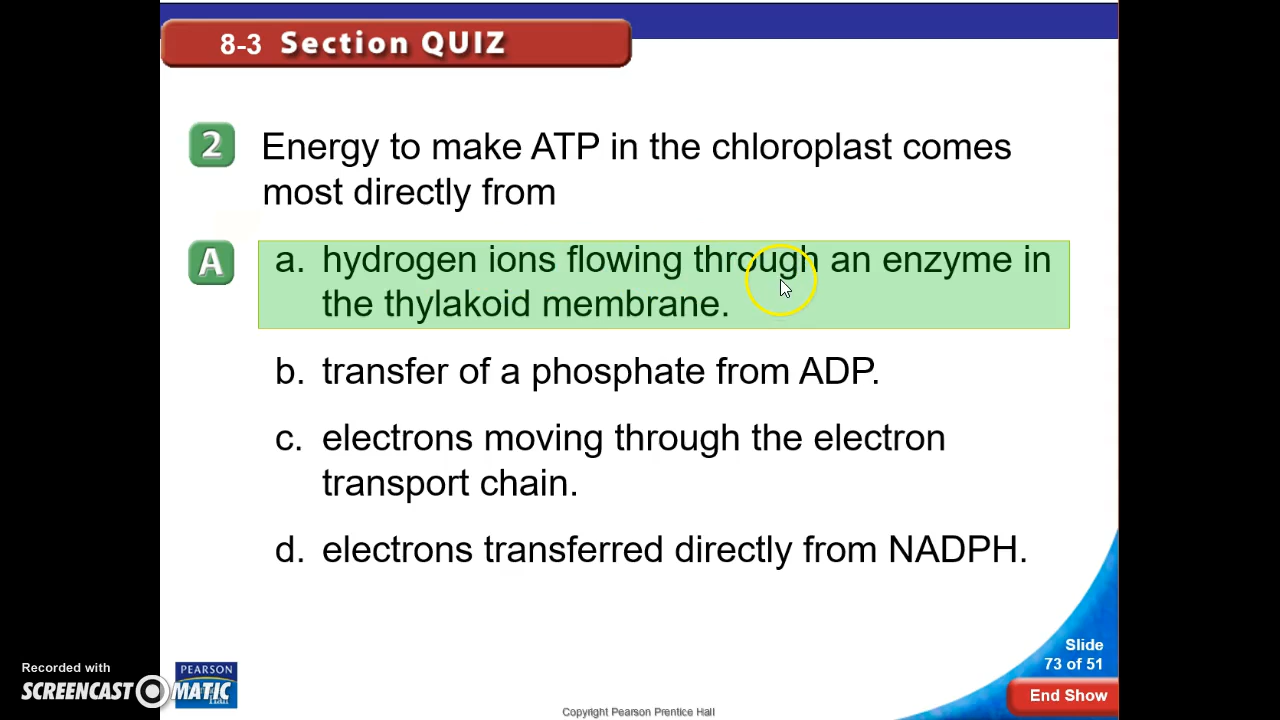 8-3 Section QUIZ
2 Energy to make ATP in the chloroplast comes
most directly from
A a. hydrogen ions flowing through an enzyme in
the thylakoid membrane.
b. transfer of a phosphate from ADP.
c. electrons moving through the electron
transport chain.
d. electrons transferred directly from NADPH.
Slide
73 of 51
End Show
Recorded with
SCREENCAST MATIC
PEARSON
Hall
Copyright Pearson Prentice Hall